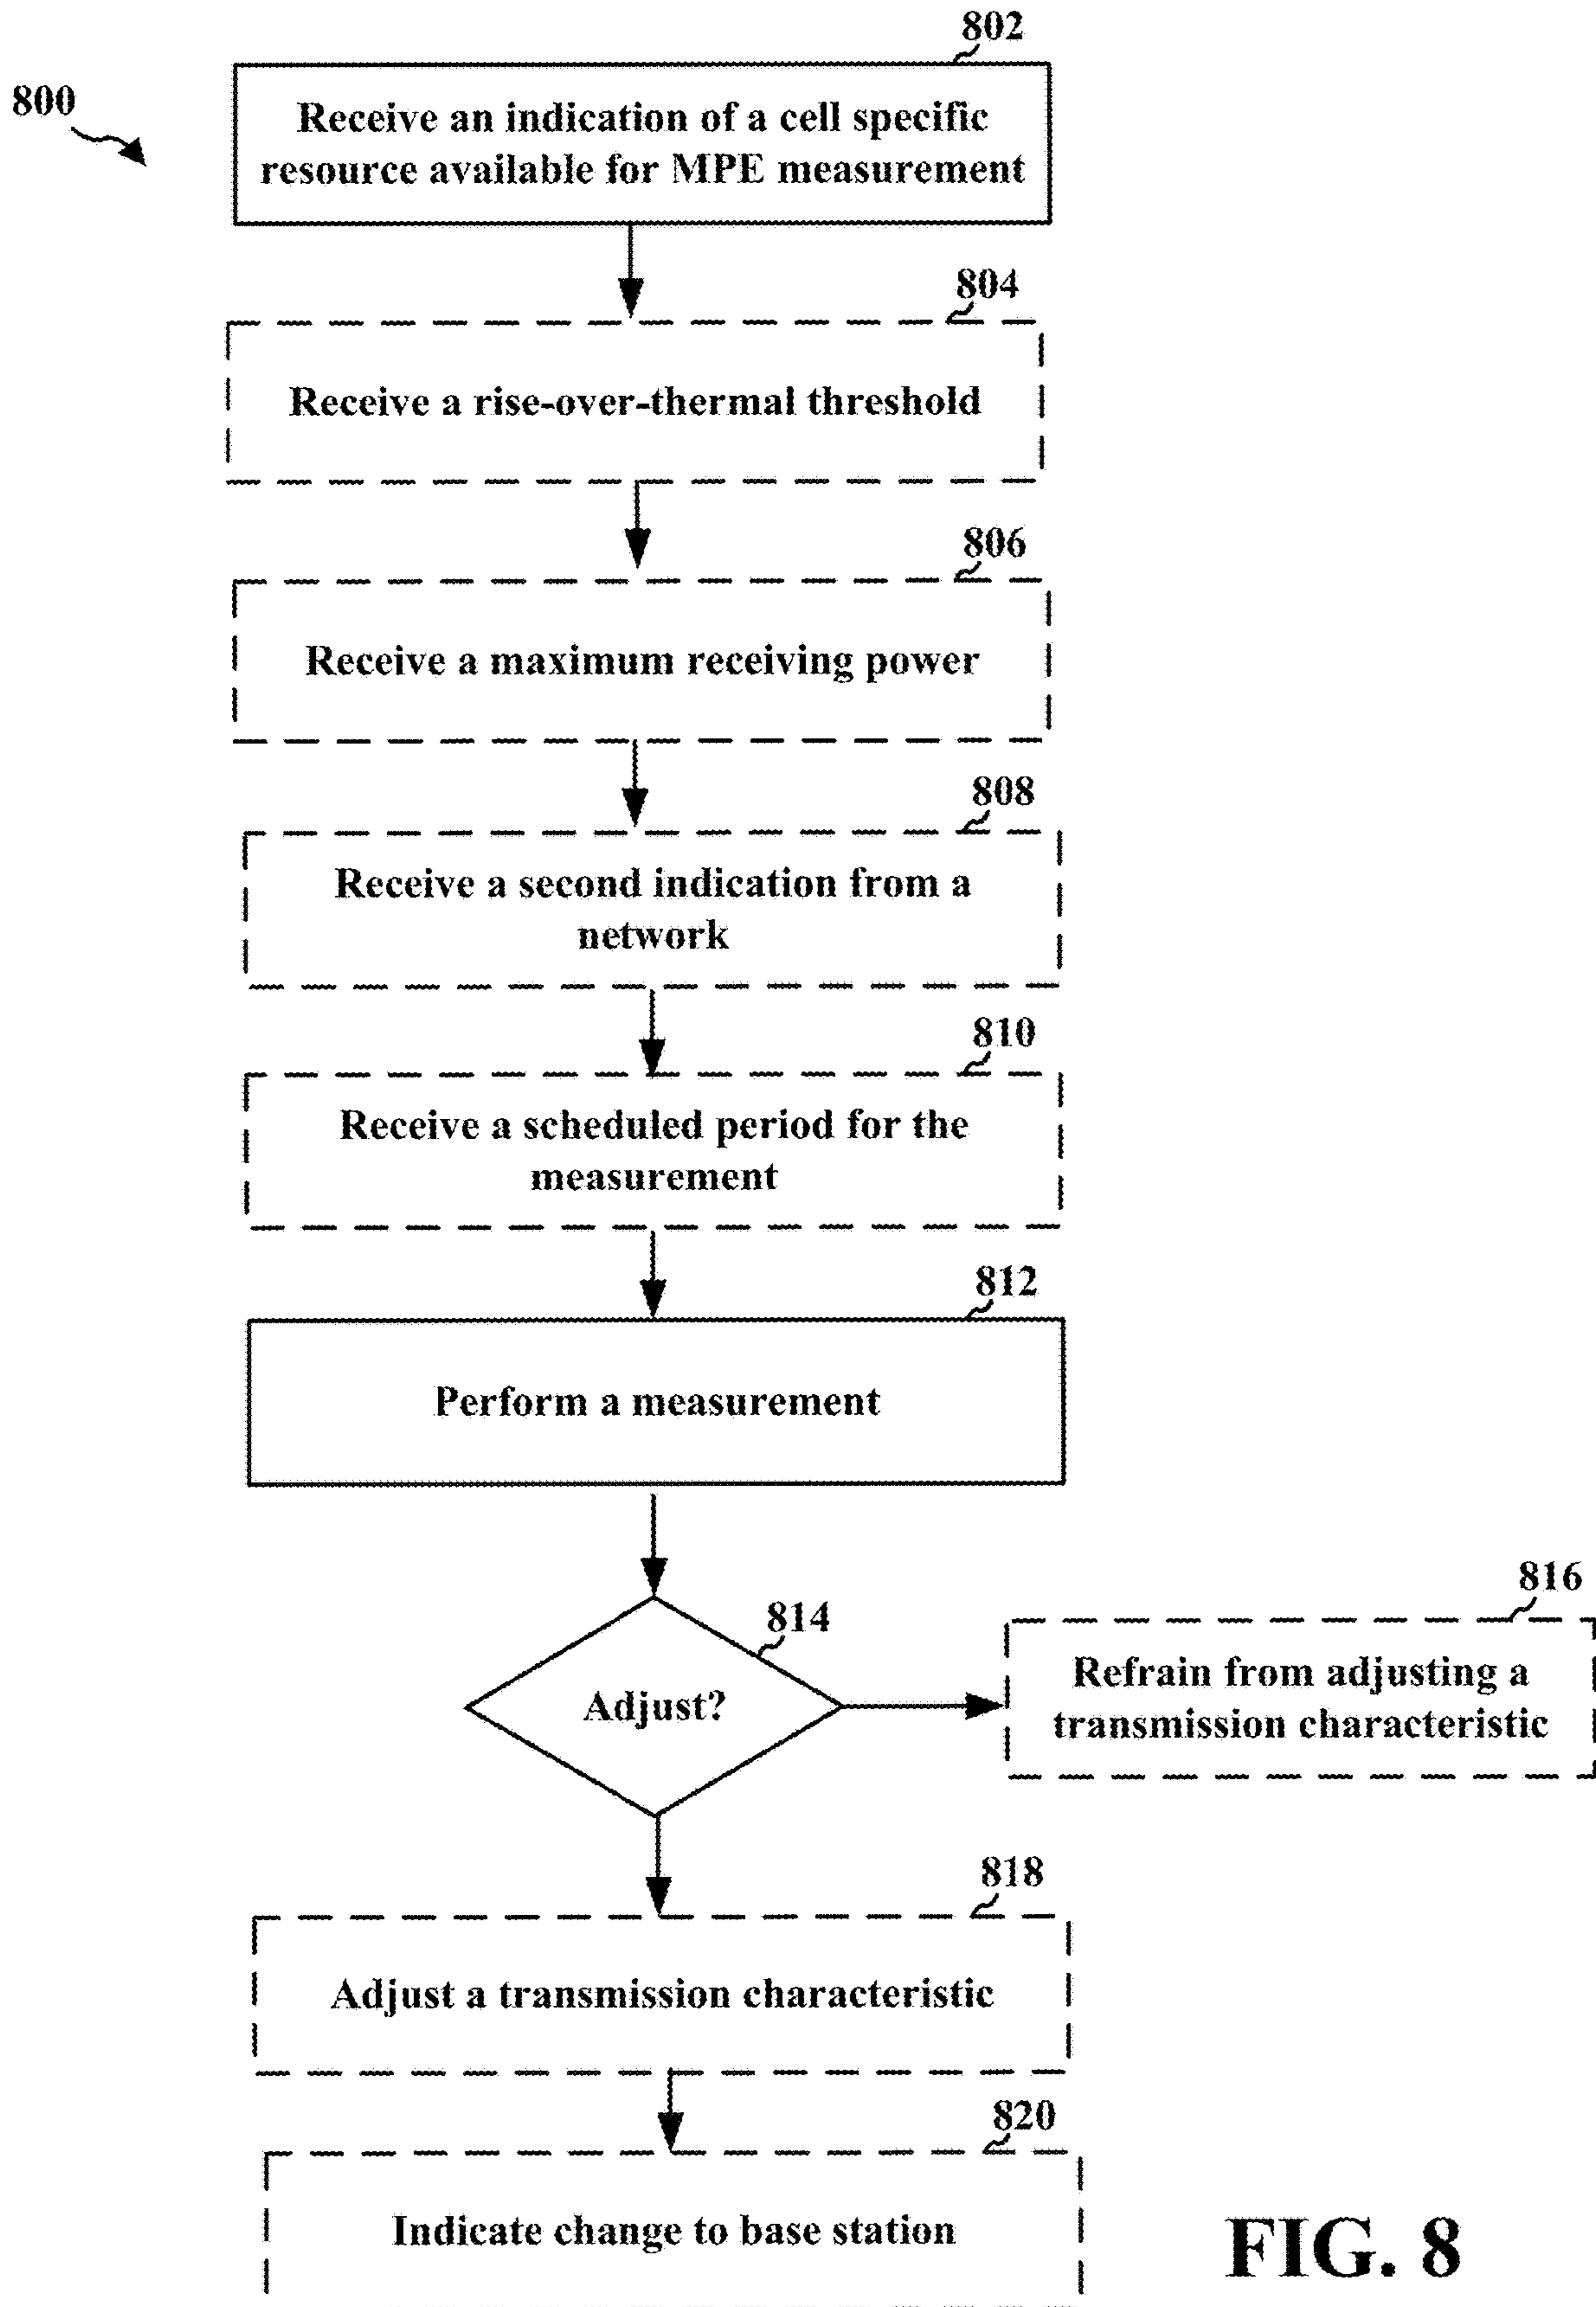 802
800
Receive an indication of a cell specific
resource available for MPE measurement
804
Receive a rise-over-thermal threshold
806
Receive a maximum receiving power
808
Receive a second indication from a
network
810
Receive a scheduled period for the
measurement
812
Perform a measurement
814
Adjust?
816
Refrain from adjusting a
transmission characteristic
818
Adjust a transmission characteristic
820
Indicate change to base station
FIG. 8